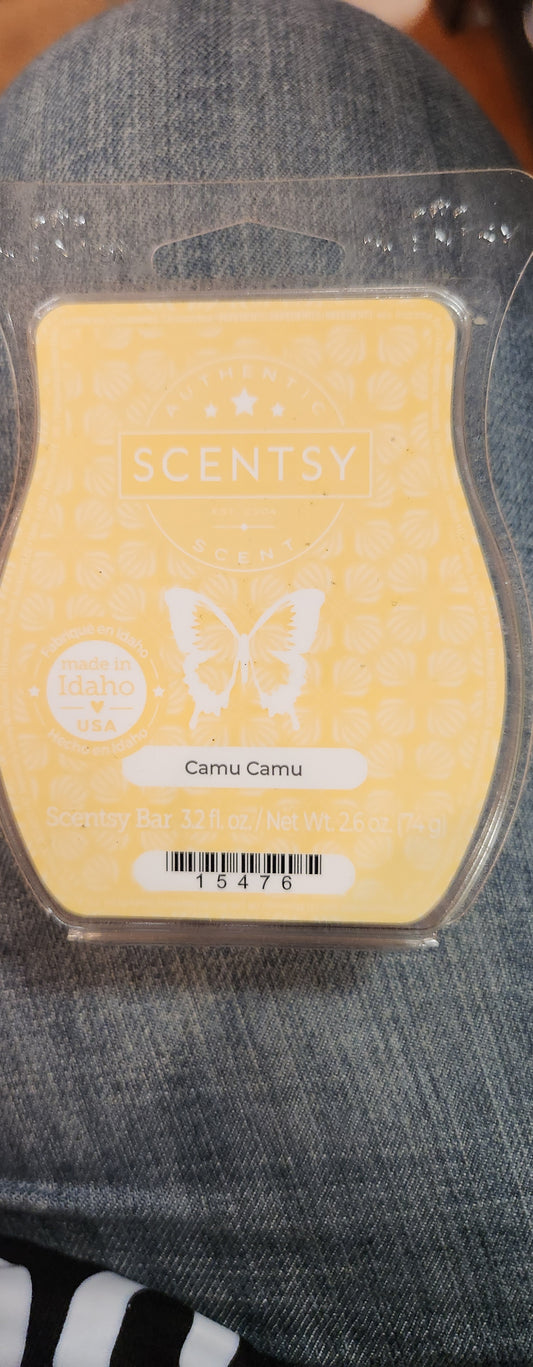 AUTHENTIC
SCENTSY
EST. 2004
SCENT
Fabriqué en Idaho
made in
Idaho
USA
Hecho en Idaho
Camu Camu
Scentsy Bar 3.2 fl. oz. / Net Wt. 2.6 oz. (74 g)
15476